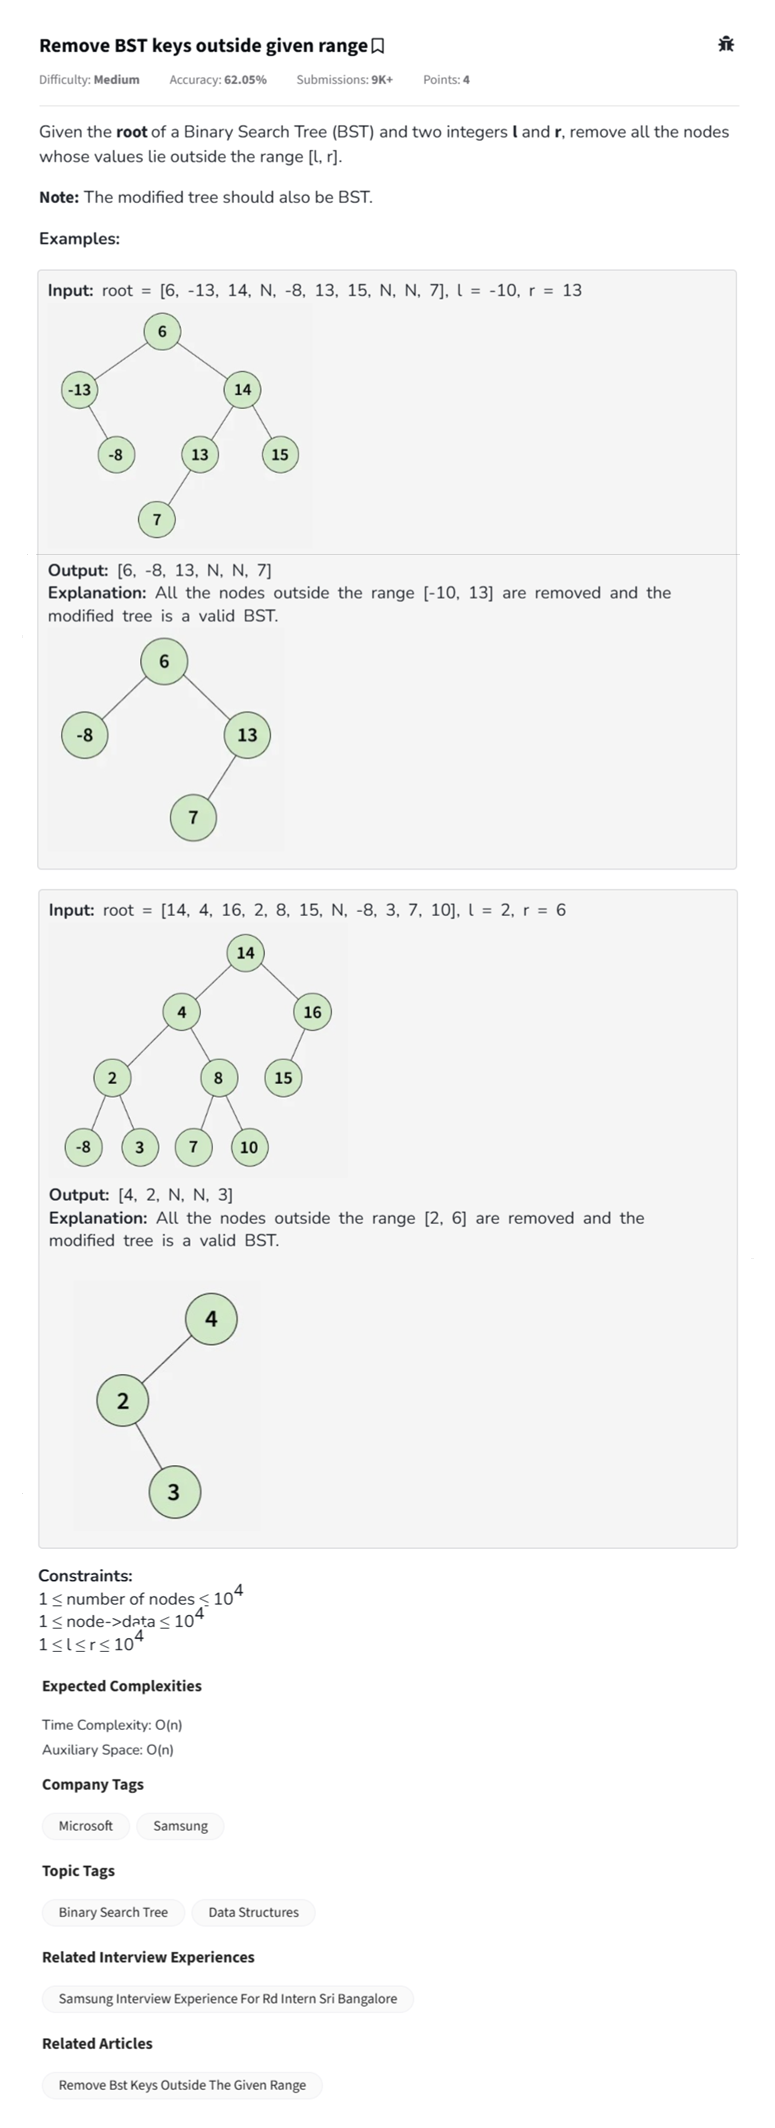 Remove BST keys outside given range
Difficulty: Medium Accuracy: 62.05% Submissions: 9K+ Points: 4
Given the root of a Binary Search Tree (BST) and two integers l and r, remove all the nodes
whose values lie outside the range [l, r].
Note: The modified tree should also be BST.
Examples:
Input: root = [6, -13, 14, N, -8, 13, 15, N, N, 7], l = -10, r = 13
6
-13 14
-8 13 15
7
Output: [6, -8, 13, N, N, 7]
Explanation: All the nodes outside the range [-10, 13] are removed and the
modified tree is a valid BST.
6
-8 13
7
Input: root = [14, 4, 16, 2, 8, 15, N, -8, 3, 7, 10], l = 2, r = 6
14
4 16
2 8 15
-8 3 7 10
Output: [4, 2, N, N, 3]
Explanation: All the nodes outside the range [2, 6] are removed and the
modified tree is a valid BST.
4
2
3
Constraints:
1 ≤ number of nodes ≤ 10^4
1 ≤ node->data ≤ 10^4
1 ≤ l ≤ r ≤ 10^4
Expected Complexities
Time Complexity: O(n)
Auxiliary Space: O(n)
Company Tags
Microsoft Samsung
Topic Tags
Binary Search Tree Data Structures
Related Interview Experiences
Samsung Interview Experience For Rd Intern Sri Bangalore
Related Articles
Remove Bst Keys Outside The Given Range